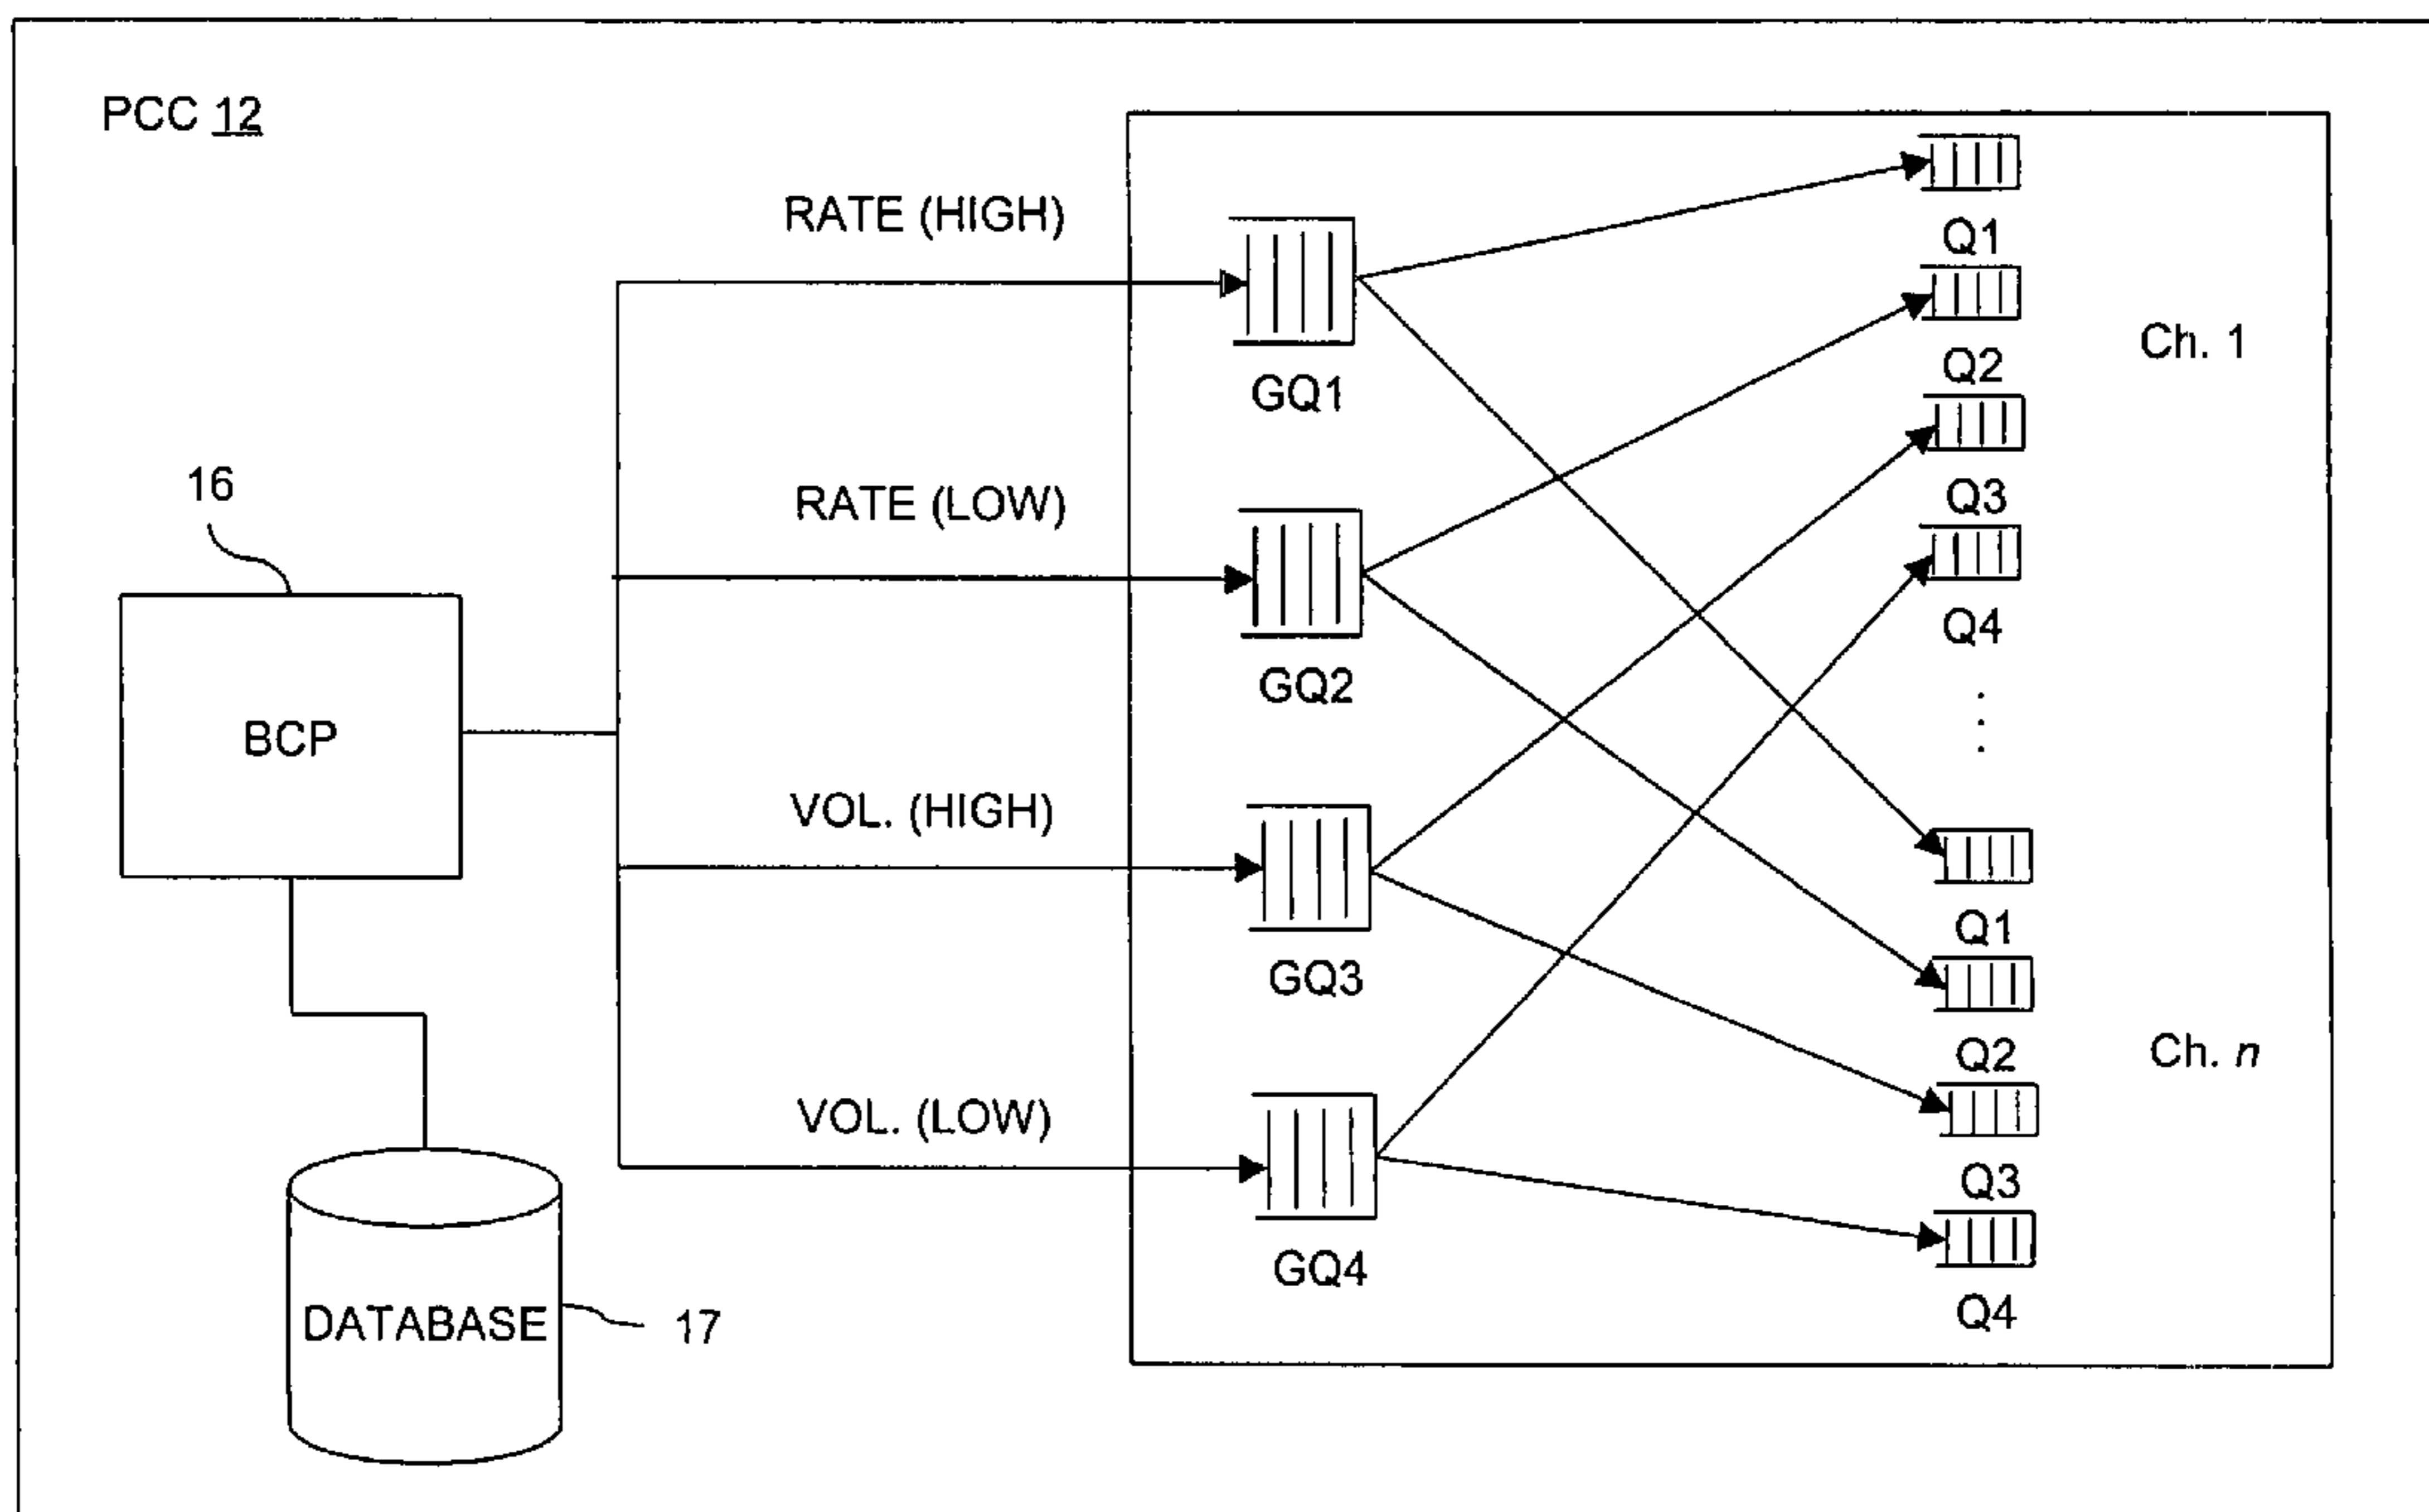 PCC 12
RATE (HIGH)
RATE (LOW)
VOL. (HIGH)
VOL. (LOW)
16
BCP
DATABASE
17
GQ1
GQ2
GQ3
GQ4
Q1
Q2
Q3
Q4
Ch. 1
Q1
Q2
Q3
Q4
Ch. n